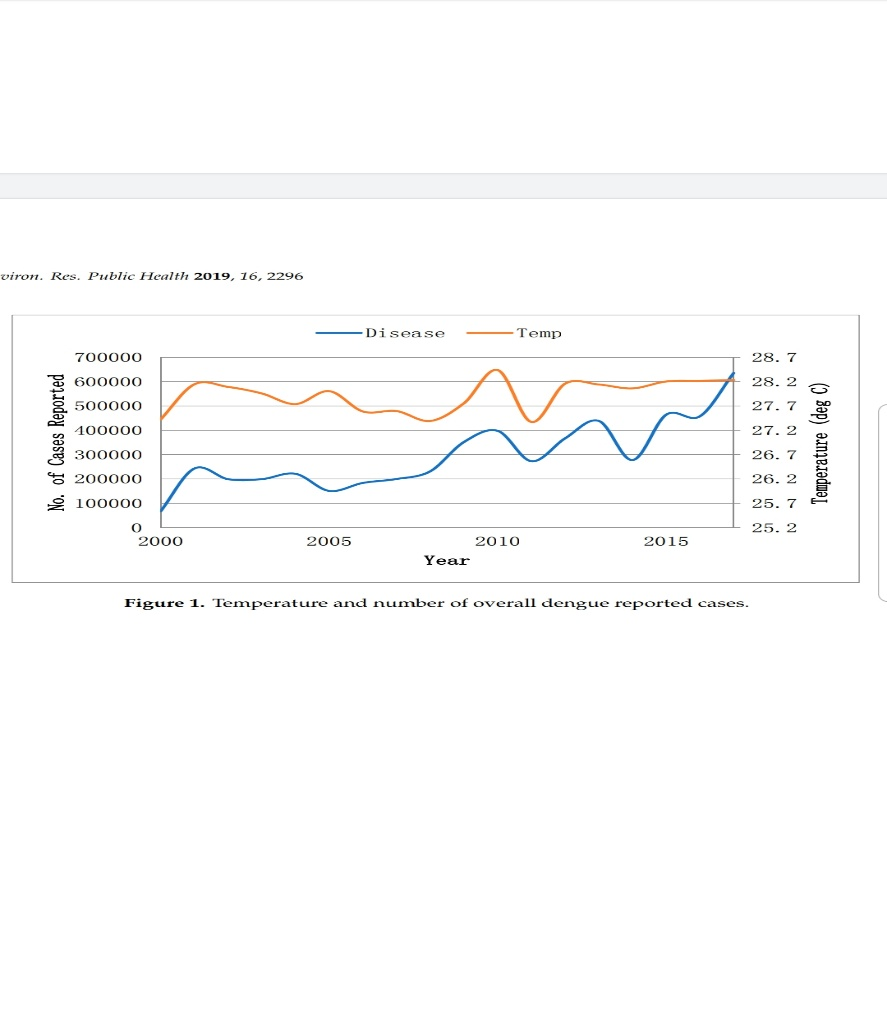 viron. Res. Public Health 2019, 16, 2296
Disease Temp
No. of Cases Reported
700000
600000
500000
400000
300000
200000
100000
0
28.7
28.2
27.7
27.2
26.7
26.2
25.7
25.2
Temperature (deg C)
2000 2005 2010 2015
Year
Figure 1. Temperature and number of overall dengue reported cases.